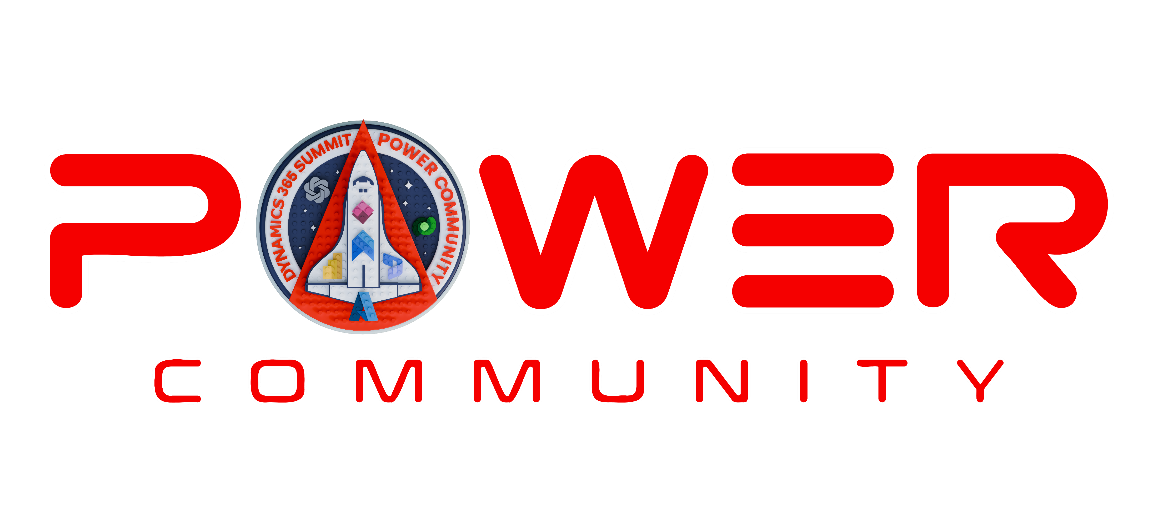 POWER
DYNAMICS 365 SUMMIT
POWER COMMUNITY
COMMUNITY